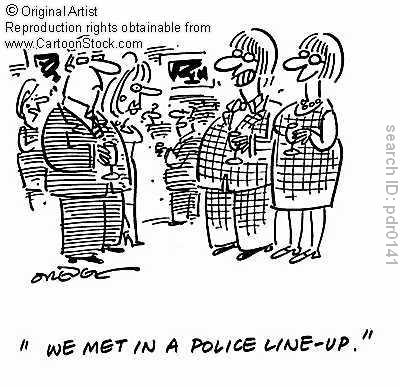 © Original Artist
Reproduction rights obtainable from
www.CartoonStock.com
search ID: pdr0141
" WE MET IN A POLICE LINE-UP."